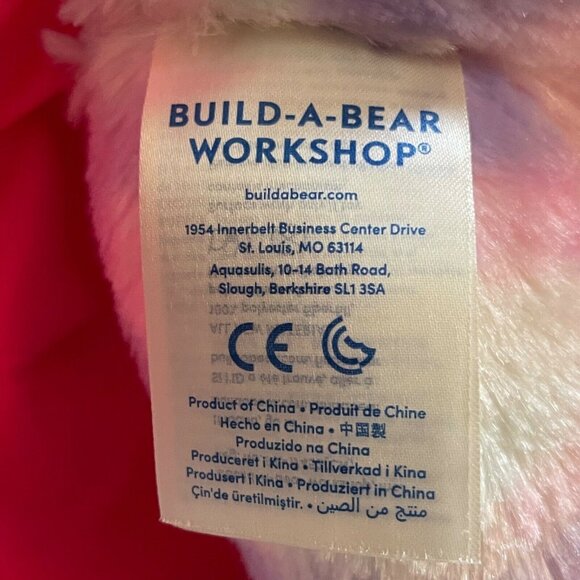 BUILD-A-BEAR
WORKSHOP®
buildabear.com
1954 Innerbelt Business Center Drive
St. Louis, MO 63114
Aquasulis, 10-14 Bath Road,
Slough, Berkshire SL1 3SA
CE
Product of China • Produit de Chine
Hecho en China • 中国製
Produzido na China
Produceret i Kina • Tillverkad i Kina
Produsert i Kina • Produziert in China
Çin'de üretilmiştir. • منتج من الصين